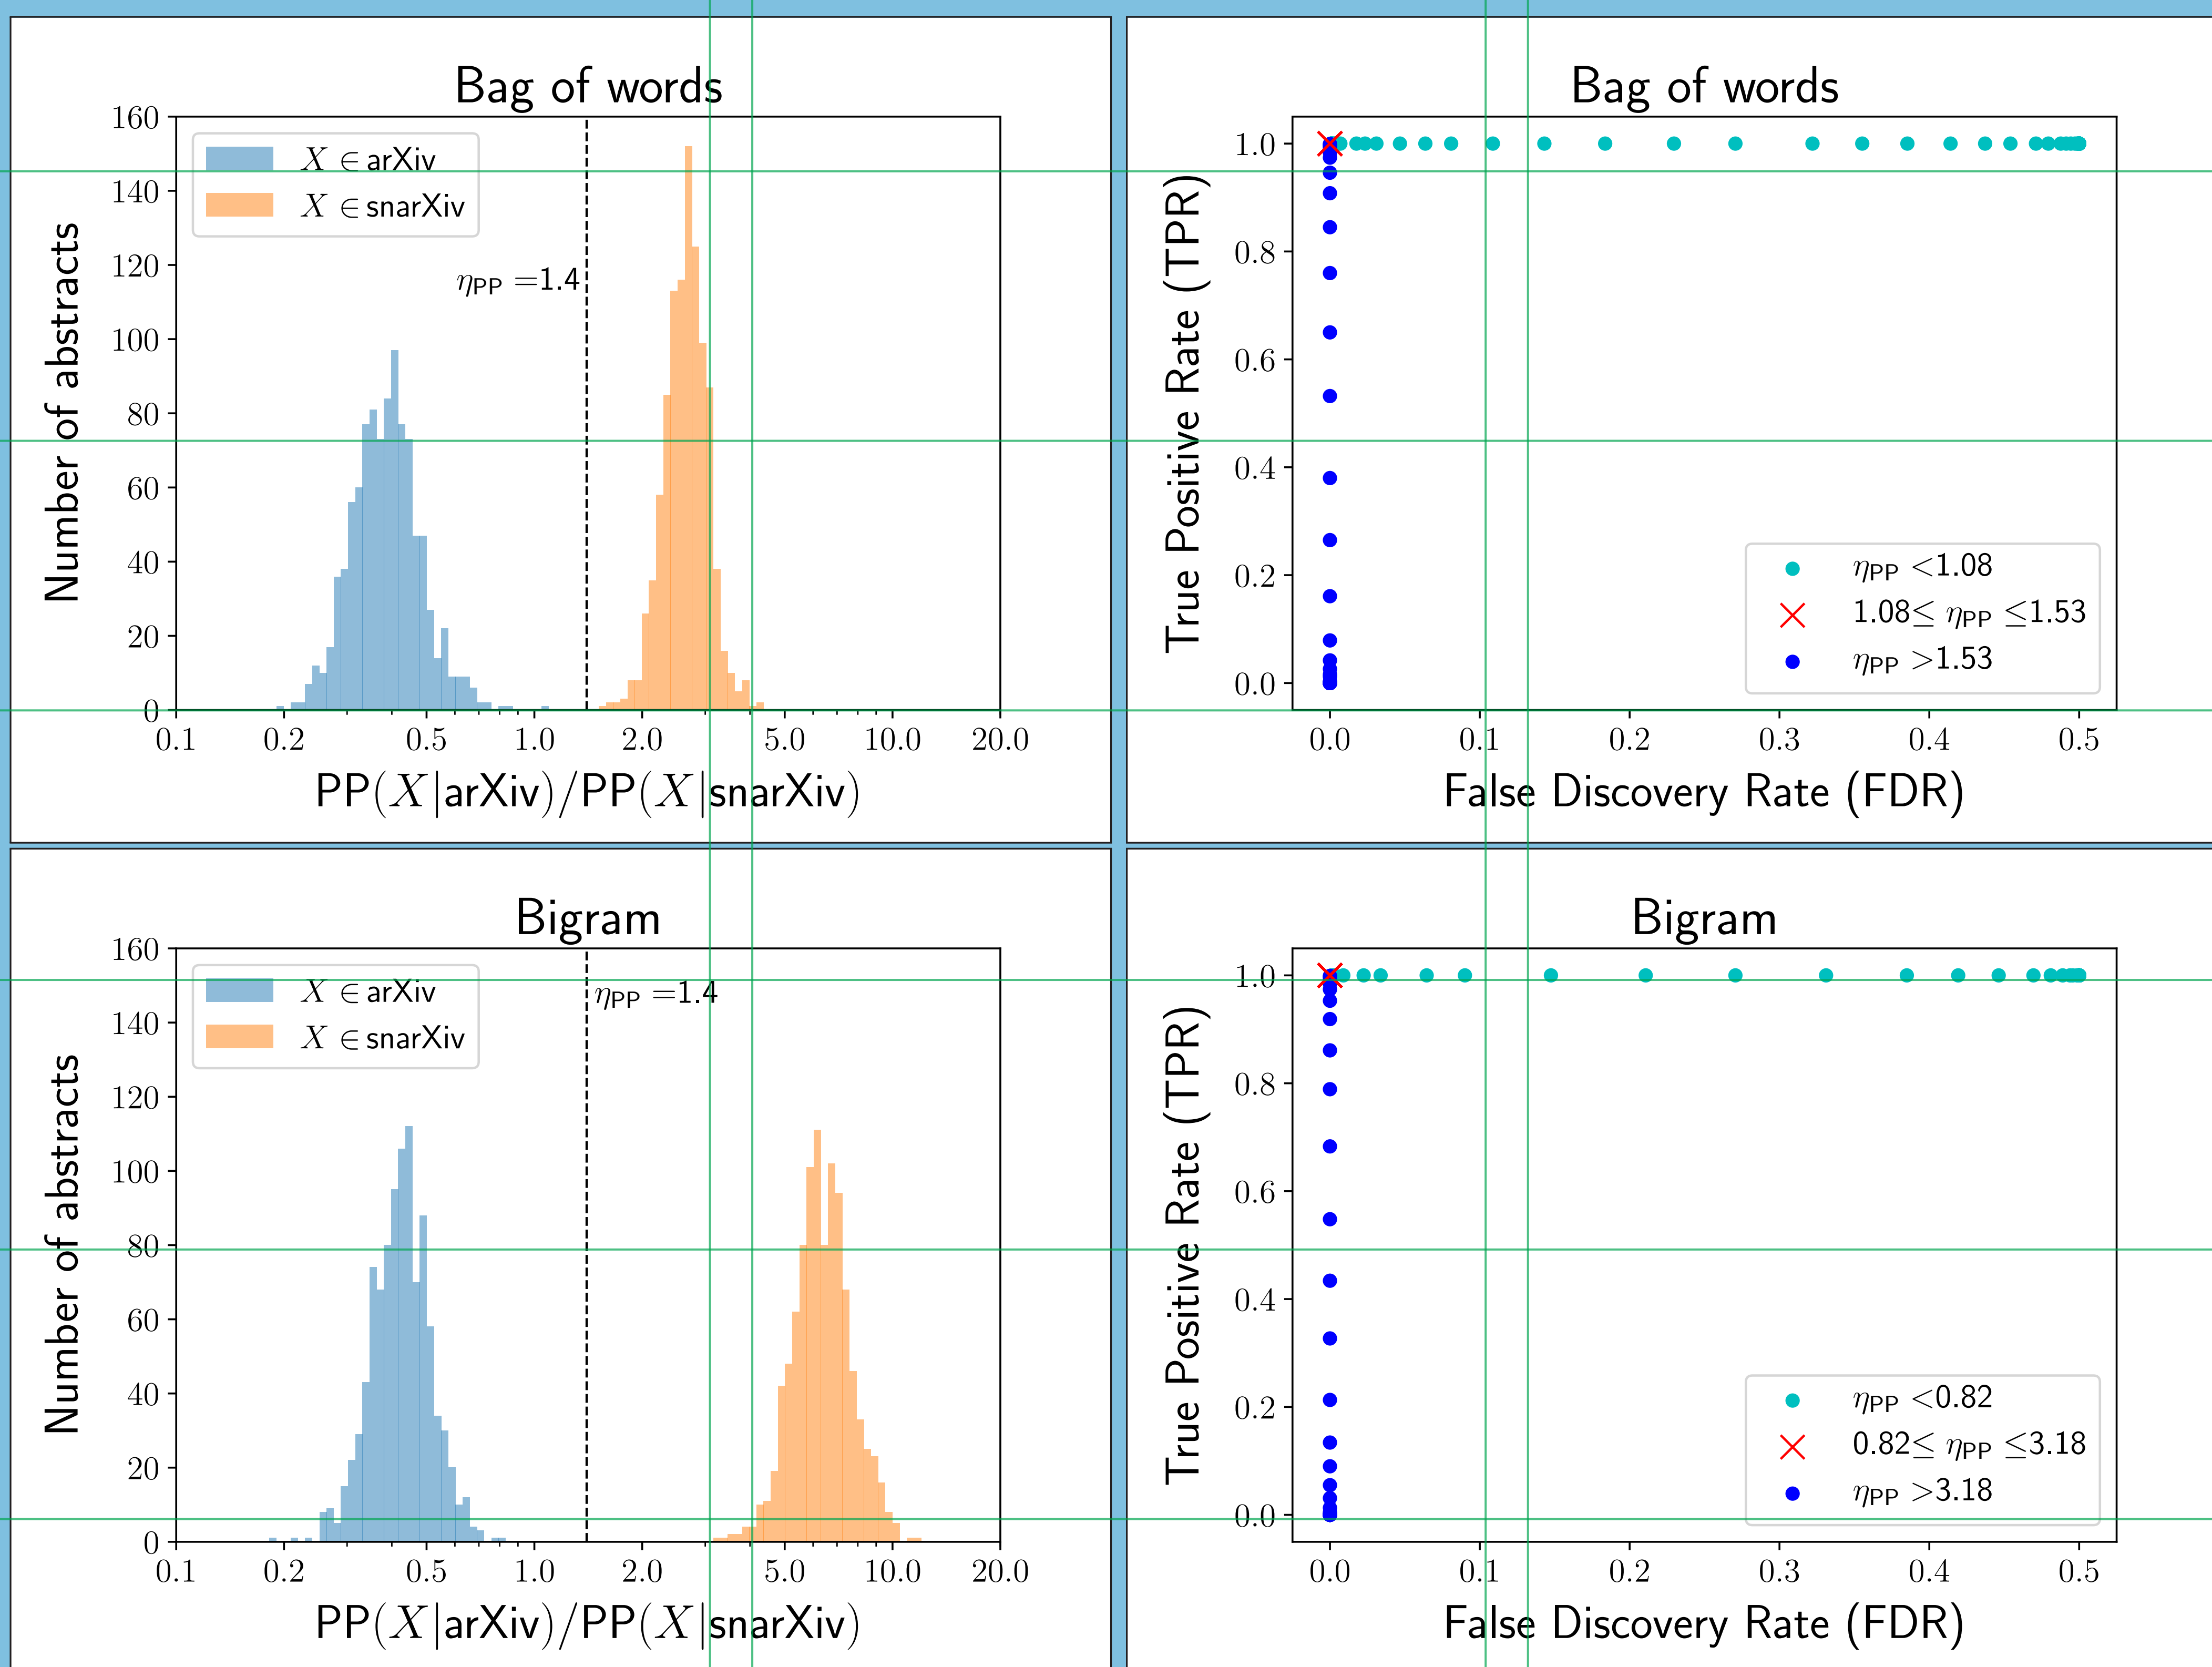 Bag of words
160
140
120
100
80
60
40
20
0
Number of abstracts
X ∈ arXiv
X ∈ snarXiv
η_PP =1.4
0.1 0.2 0.5 1.0 2.0 5.0 10.0 20.0
PP(X|arXiv)/PP(X|snarXiv)
Bag of words
1.0
0.8
0.6
0.4
0.2
0.0
True Positive Rate (TPR)
η_PP <1.08
1.08≤ η_PP ≤1.53
η_PP >1.53
0.0 0.1 0.2 0.3 0.4 0.5
False Discovery Rate (FDR)
Bigram
160
140
120
100
80
60
40
20
0
Number of abstracts
X ∈ arXiv
X ∈ snarXiv
η_PP =1.4
0.1 0.2 0.5 1.0 2.0 5.0 10.0 20.0
PP(X|arXiv)/PP(X|snarXiv)
Bigram
1.0
0.8
0.6
0.4
0.2
0.0
True Positive Rate (TPR)
η_PP <0.82
0.82≤ η_PP ≤3.18
η_PP >3.18
0.0 0.1 0.2 0.3 0.4 0.5
False Discovery Rate (FDR)